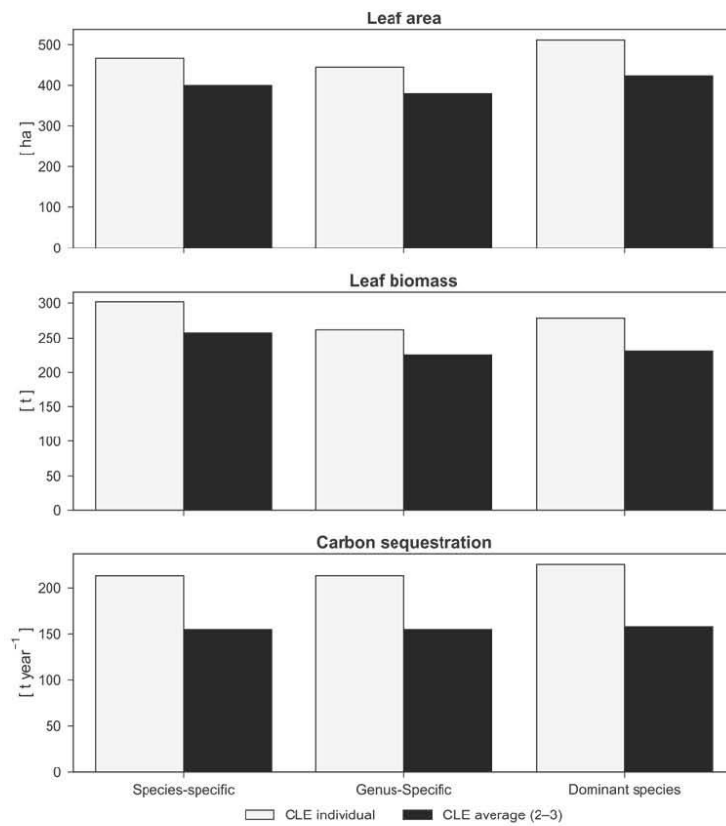 Leaf area
[ ha ]
500
400
300
200
100
0
Leaf biomass
[ t ]
300
250
200
150
100
50
0
Carbon sequestration
[ t year⁻¹ ]
200
150
100
50
0
Species-specific Genus-Specific Dominant species
CLE individual CLE average (2–3)